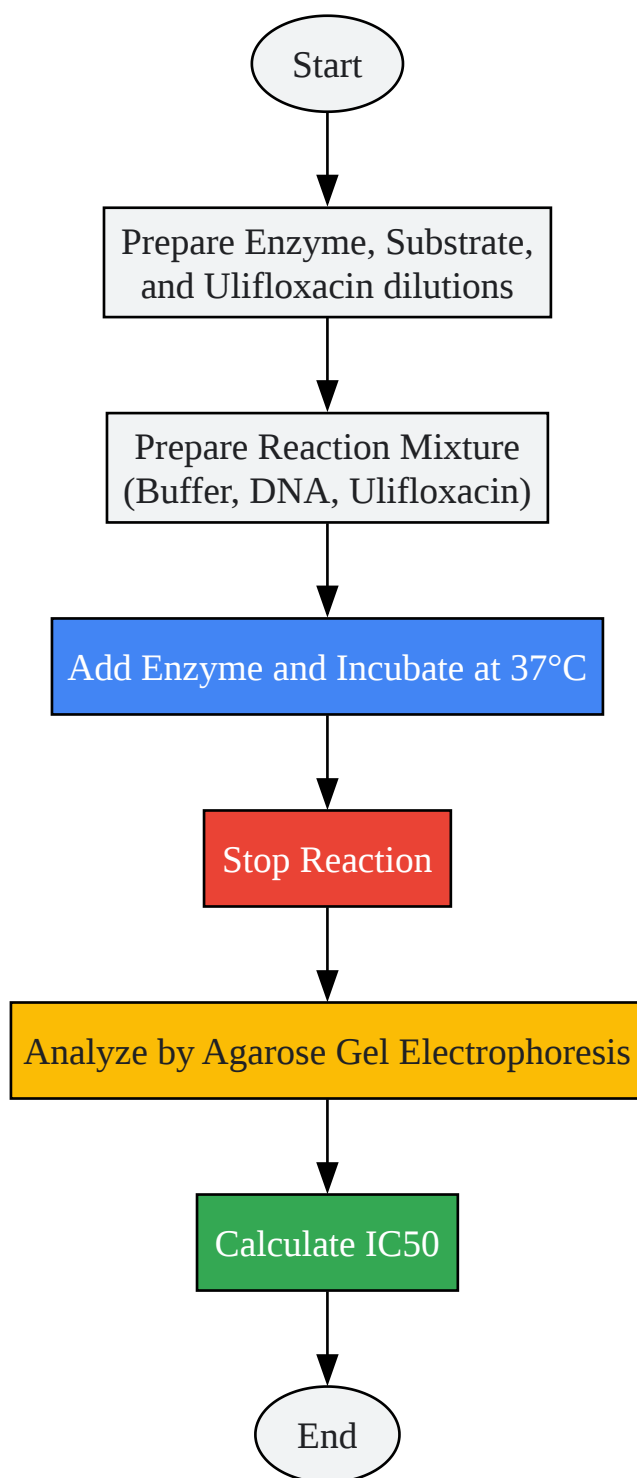 Start
Prepare Enzyme, Substrate,
and Ulifloxacin dilutions
Prepare Reaction Mixture
(Buffer, DNA, Ulifloxacin)
Add Enzyme and Incubate at 37°C
Stop Reaction
Analyze by Agarose Gel Electrophoresis
Calculate IC50
End